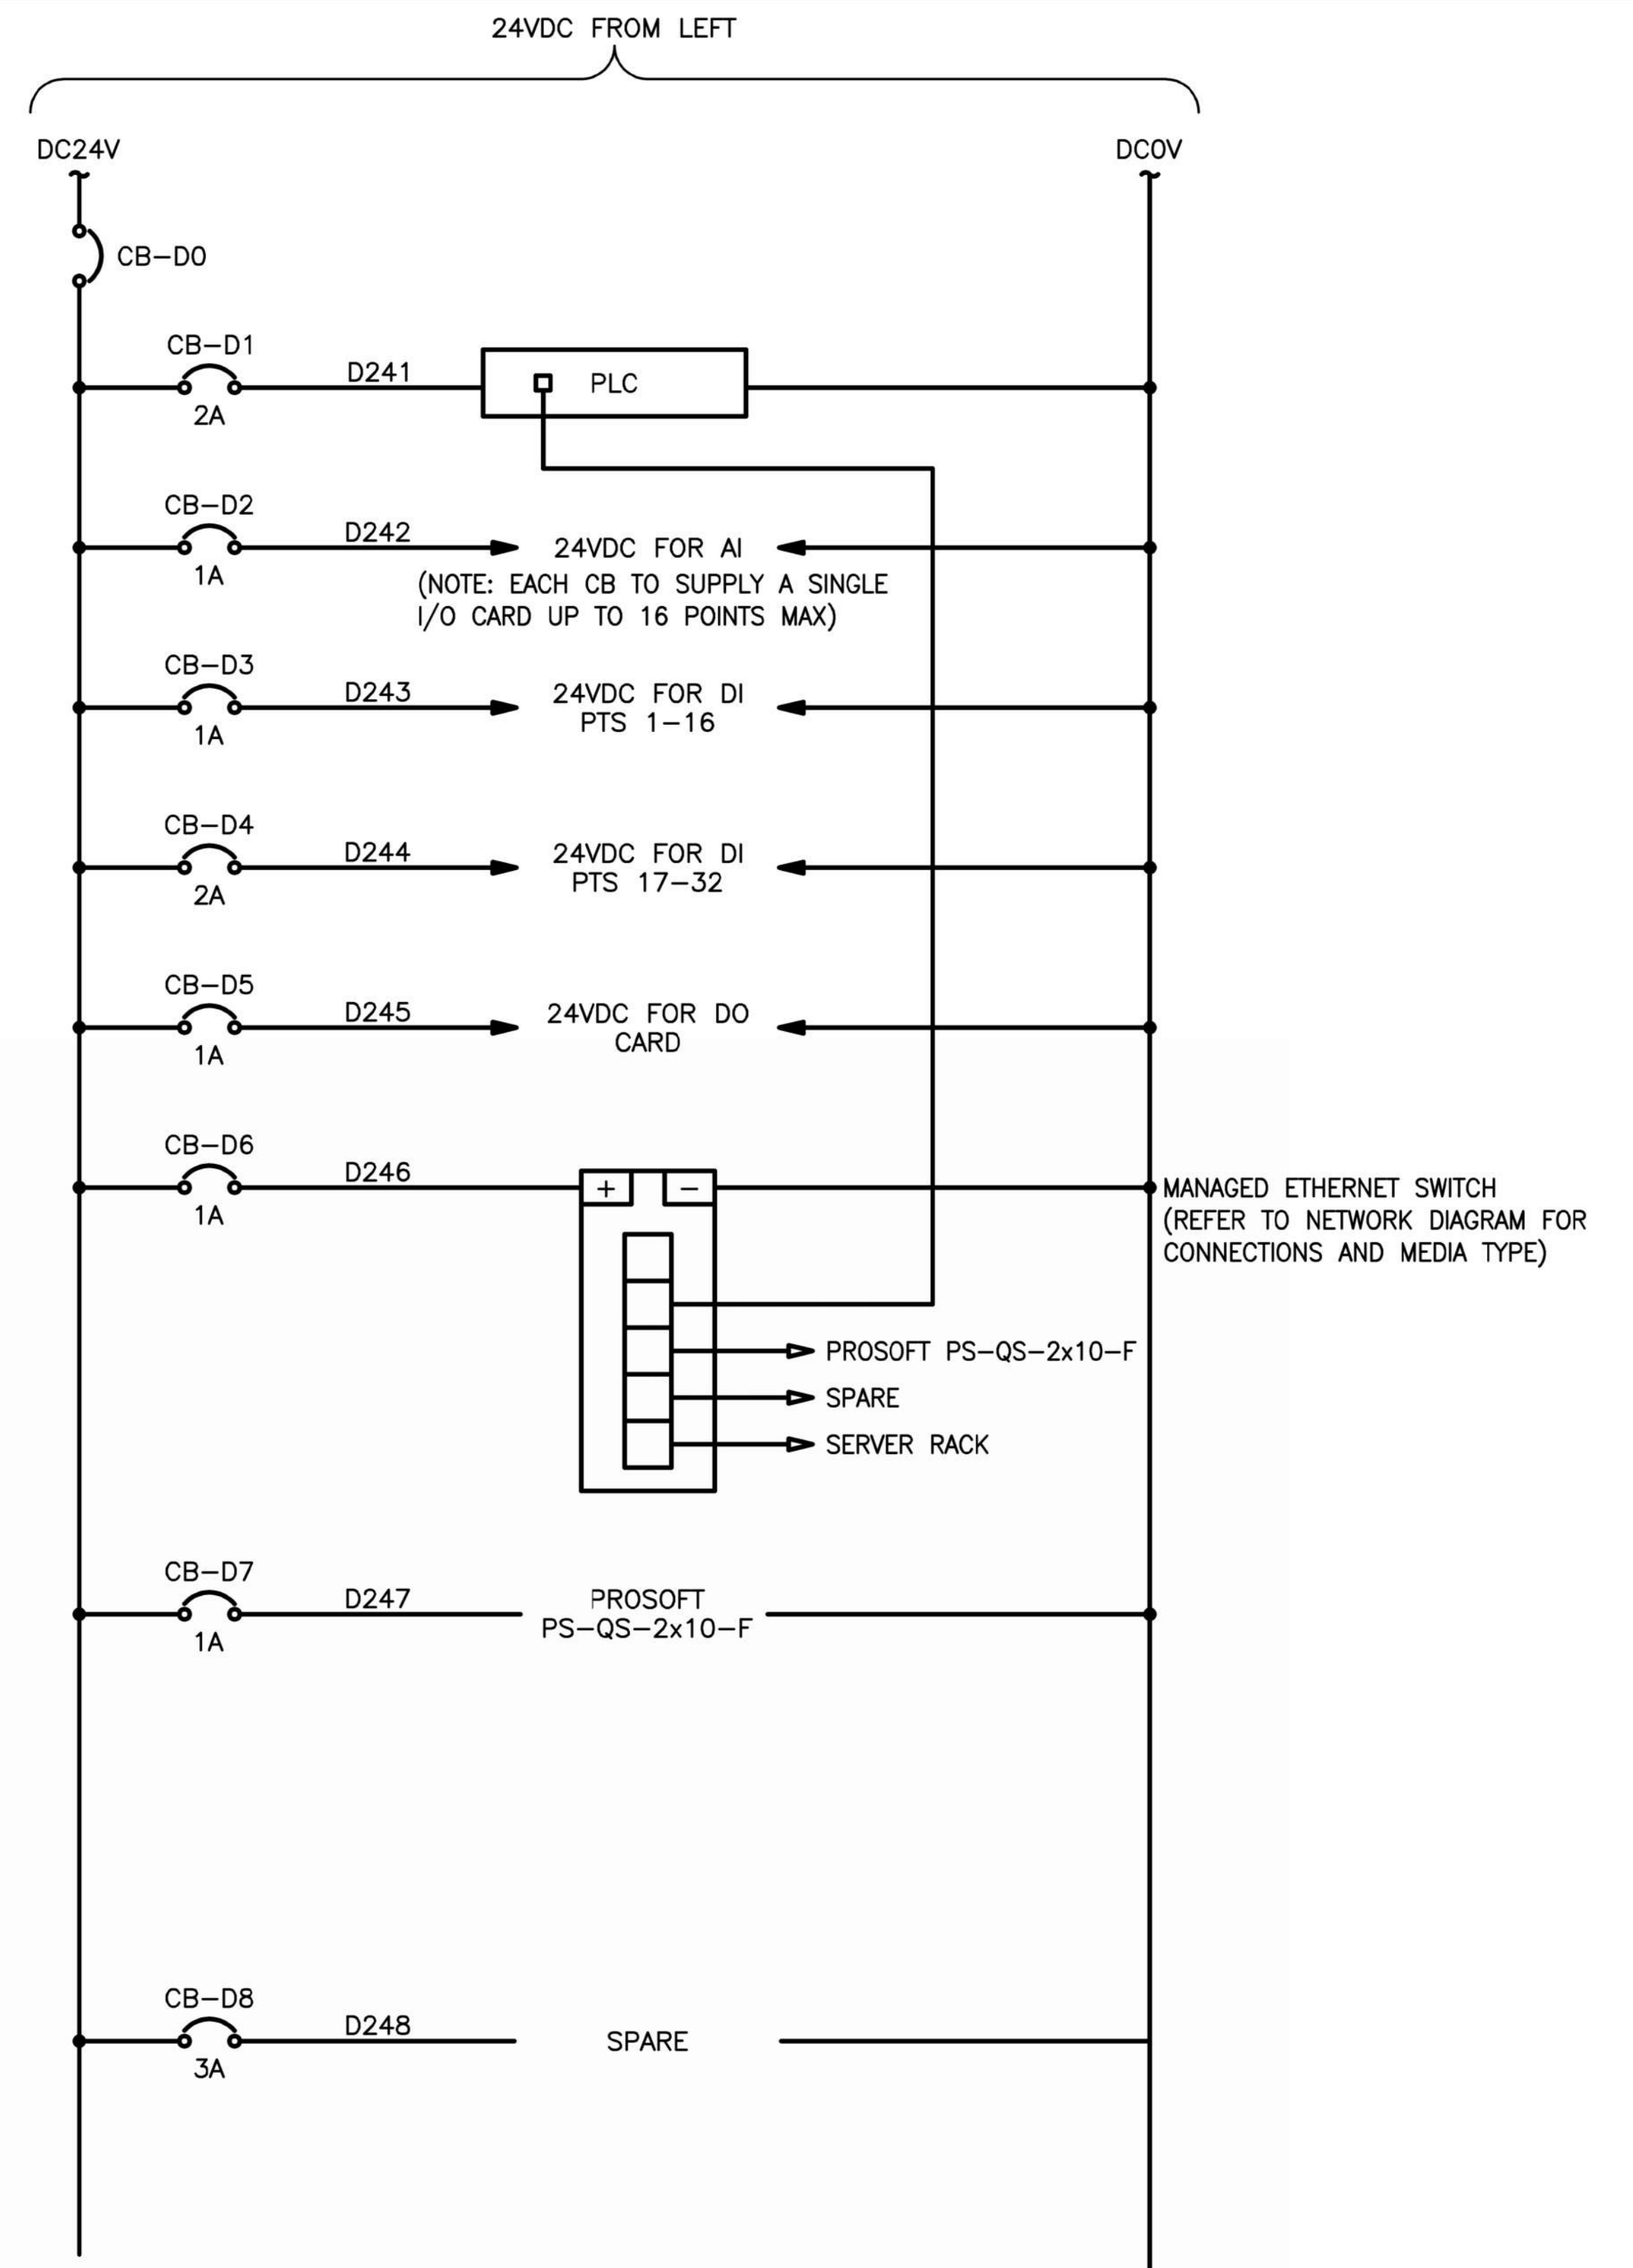 24VDC FROM LEFT
DC24V
DC0V
CB-D0
CB-D1
D241
2A
PLC
CB-D2
D242
1A
24VDC FOR AI
(NOTE: EACH CB TO SUPPLY A SINGLE
I/O CARD UP TO 16 POINTS MAX)
CB-D3
D243
1A
24VDC FOR DI
PTS 1-16
CB-D4
D244
2A
24VDC FOR DI
PTS 17-32
CB-D5
D245
1A
24VDC FOR DO
CARD
CB-D6
D246
1A
+ -
MANAGED ETHERNET SWITCH
(REFER TO NETWORK DIAGRAM FOR
CONNECTIONS AND MEDIA TYPE)
PROSOFT PS-QS-2x10-F
SPARE
SERVER RACK
CB-D7
D247
1A
PROSOFT
PS-QS-2x10-F
CB-D8
D248
3A
SPARE